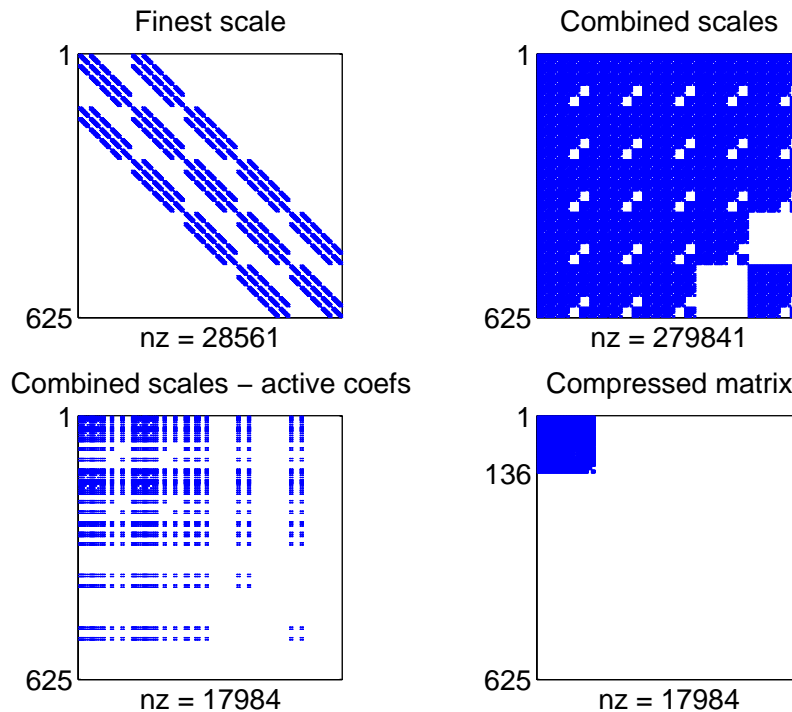 Finest scale
1
625
nz = 28561
Combined scales
1
625
nz = 279841
Combined scales − active coefs
1
625
nz = 17984
Compressed matrix
1
136
625
nz = 17984